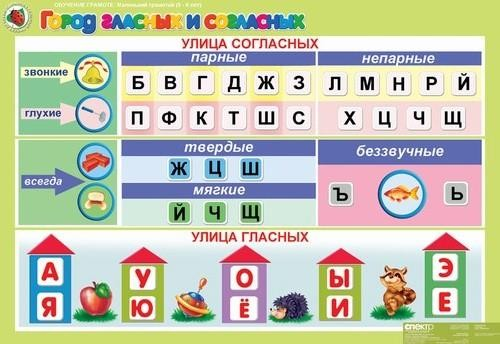 ОБУЧЕНИЕ ГРАМОТЕ: Маленький грамотей (5 - 6 лет)
Город гласных и согласных
УЛИЦА СОГЛАСНЫХ
парные непарные
звонкие Б В Г Д Ж З Л М Н Р Й
глухие П Ф К Т Ш С Х Ц Ч Щ
твердые беззвучные
Ж Ц Ш
всегда Ъ Ь
мягкие
Й Ч Щ
УЛИЦА ГЛАСНЫХ
А У О Ы Э
Я Ю Ё И Е
спектр